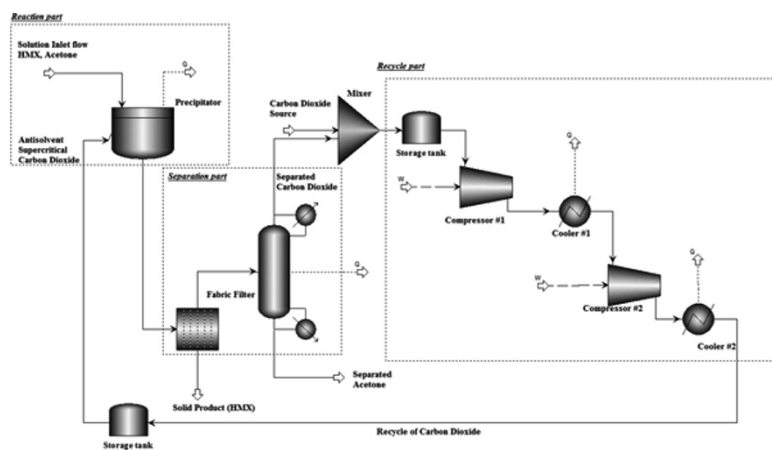 Reaction part
Solution Inlet flow
HMX, Acetone
Q
Precipitator
Antisolvent
Supercritical
Carbon Dioxide
Separation part
Separated
Carbon Dioxide
Fabric Filter
Q
Solid Product (HMX)
Separated
Acetone
Carbon Dioxide
Source
Mixer
Recycle part
Storage tank
W
Compressor #1
Q
Cooler #1
W
Compressor #2
Q
Cooler #2
Recycle of Carbon Dioxide
Storage tank